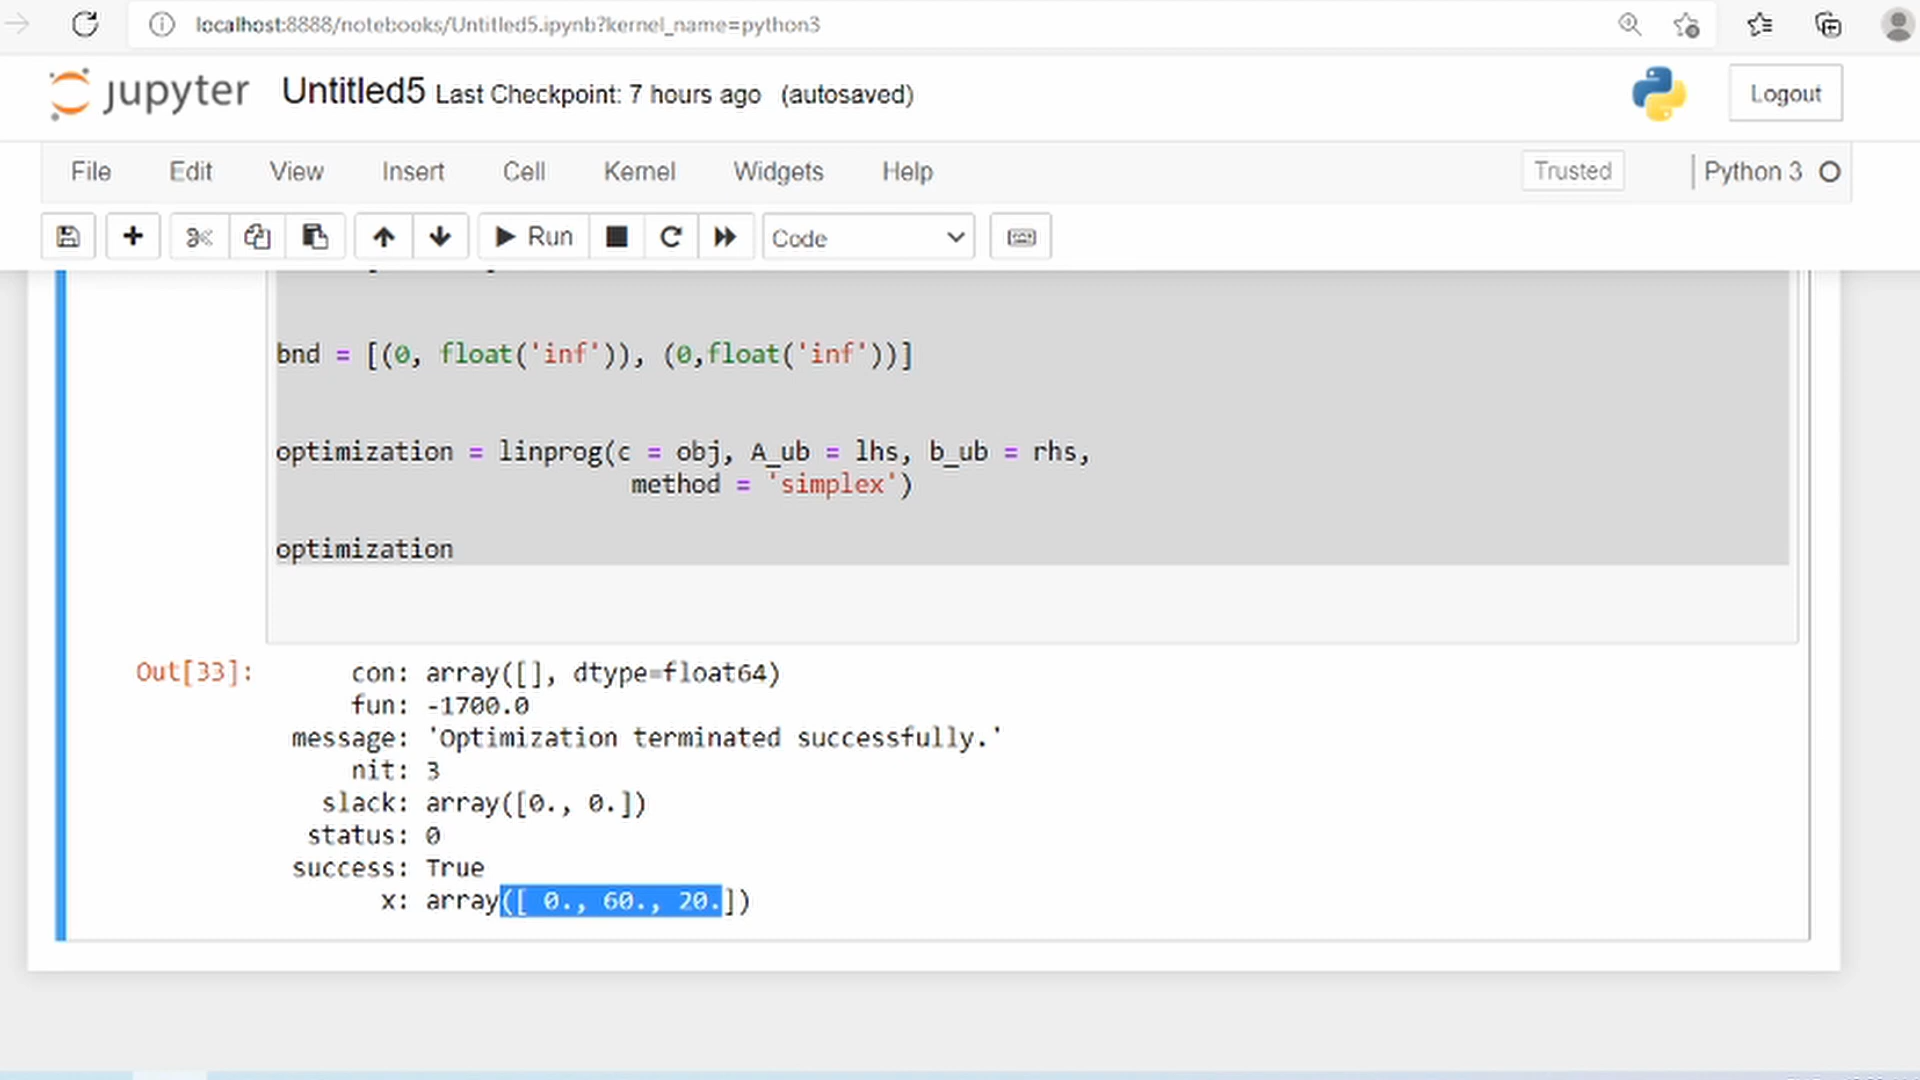 localhost:8888/notebooks/Untitled5.ipynb?kernel_name=python3
jupyter Untitled5 Last Checkpoint: 7 hours ago (autosaved)
Logout
File Edit View Insert Cell Kernel Widgets Help Trusted Python 3
Run Code
bnd = [(0, float('inf')), (0,float('inf'))]
optimization = linprog(c = obj, A_ub = lhs, b_ub = rhs,
method = 'simplex')
optimization
Out[33]: con: array([], dtype=float64)
fun: -1700.0
message: 'Optimization terminated successfully.'
nit: 3
slack: array([0., 0.])
status: 0
success: True
x: array([ 0., 60., 20.])